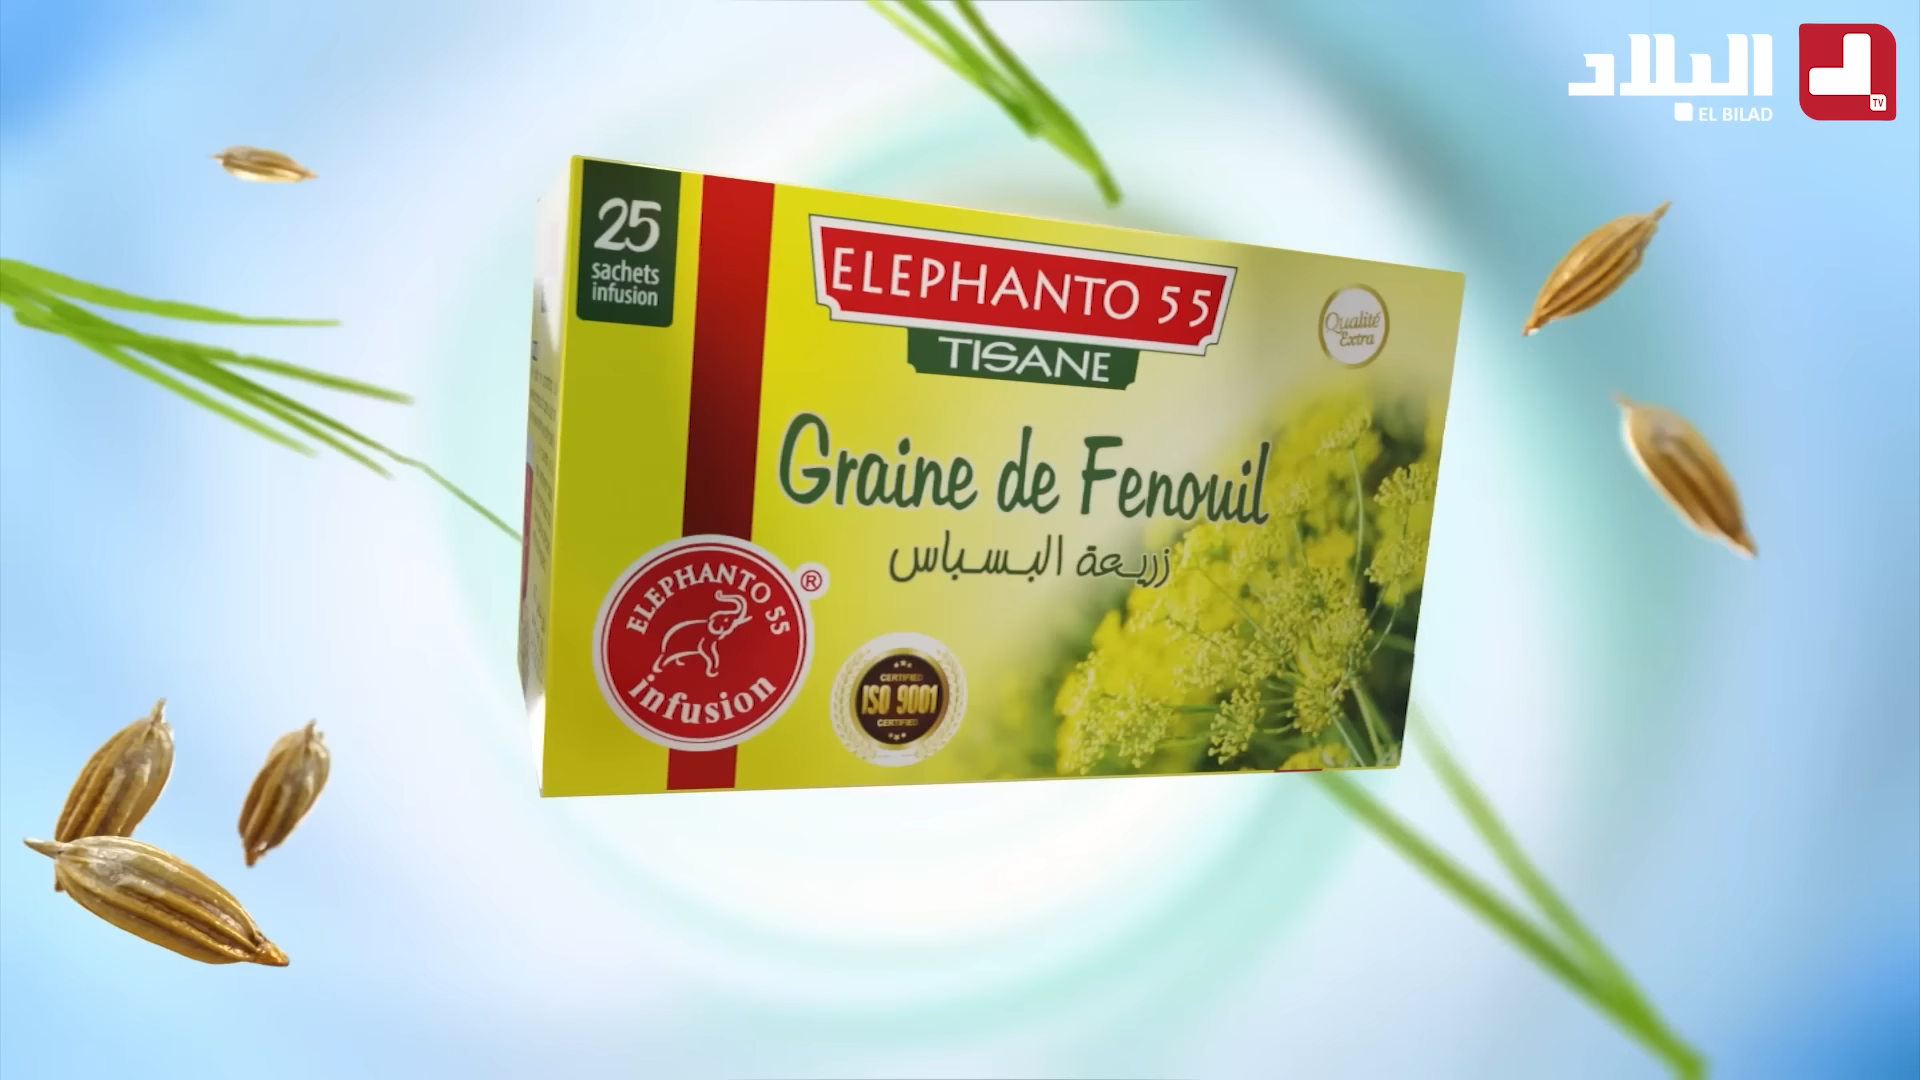 البلاد
EL BILAD
TV
25
sachets
infusion
ELEPHANTO 55
TISANE
Qualité
Extra
Graine de Fenouil
زريعة البسباس
ELEPHANTO 55
infusion
®
CERTIFIED
ISO 9001
CERTIFIED